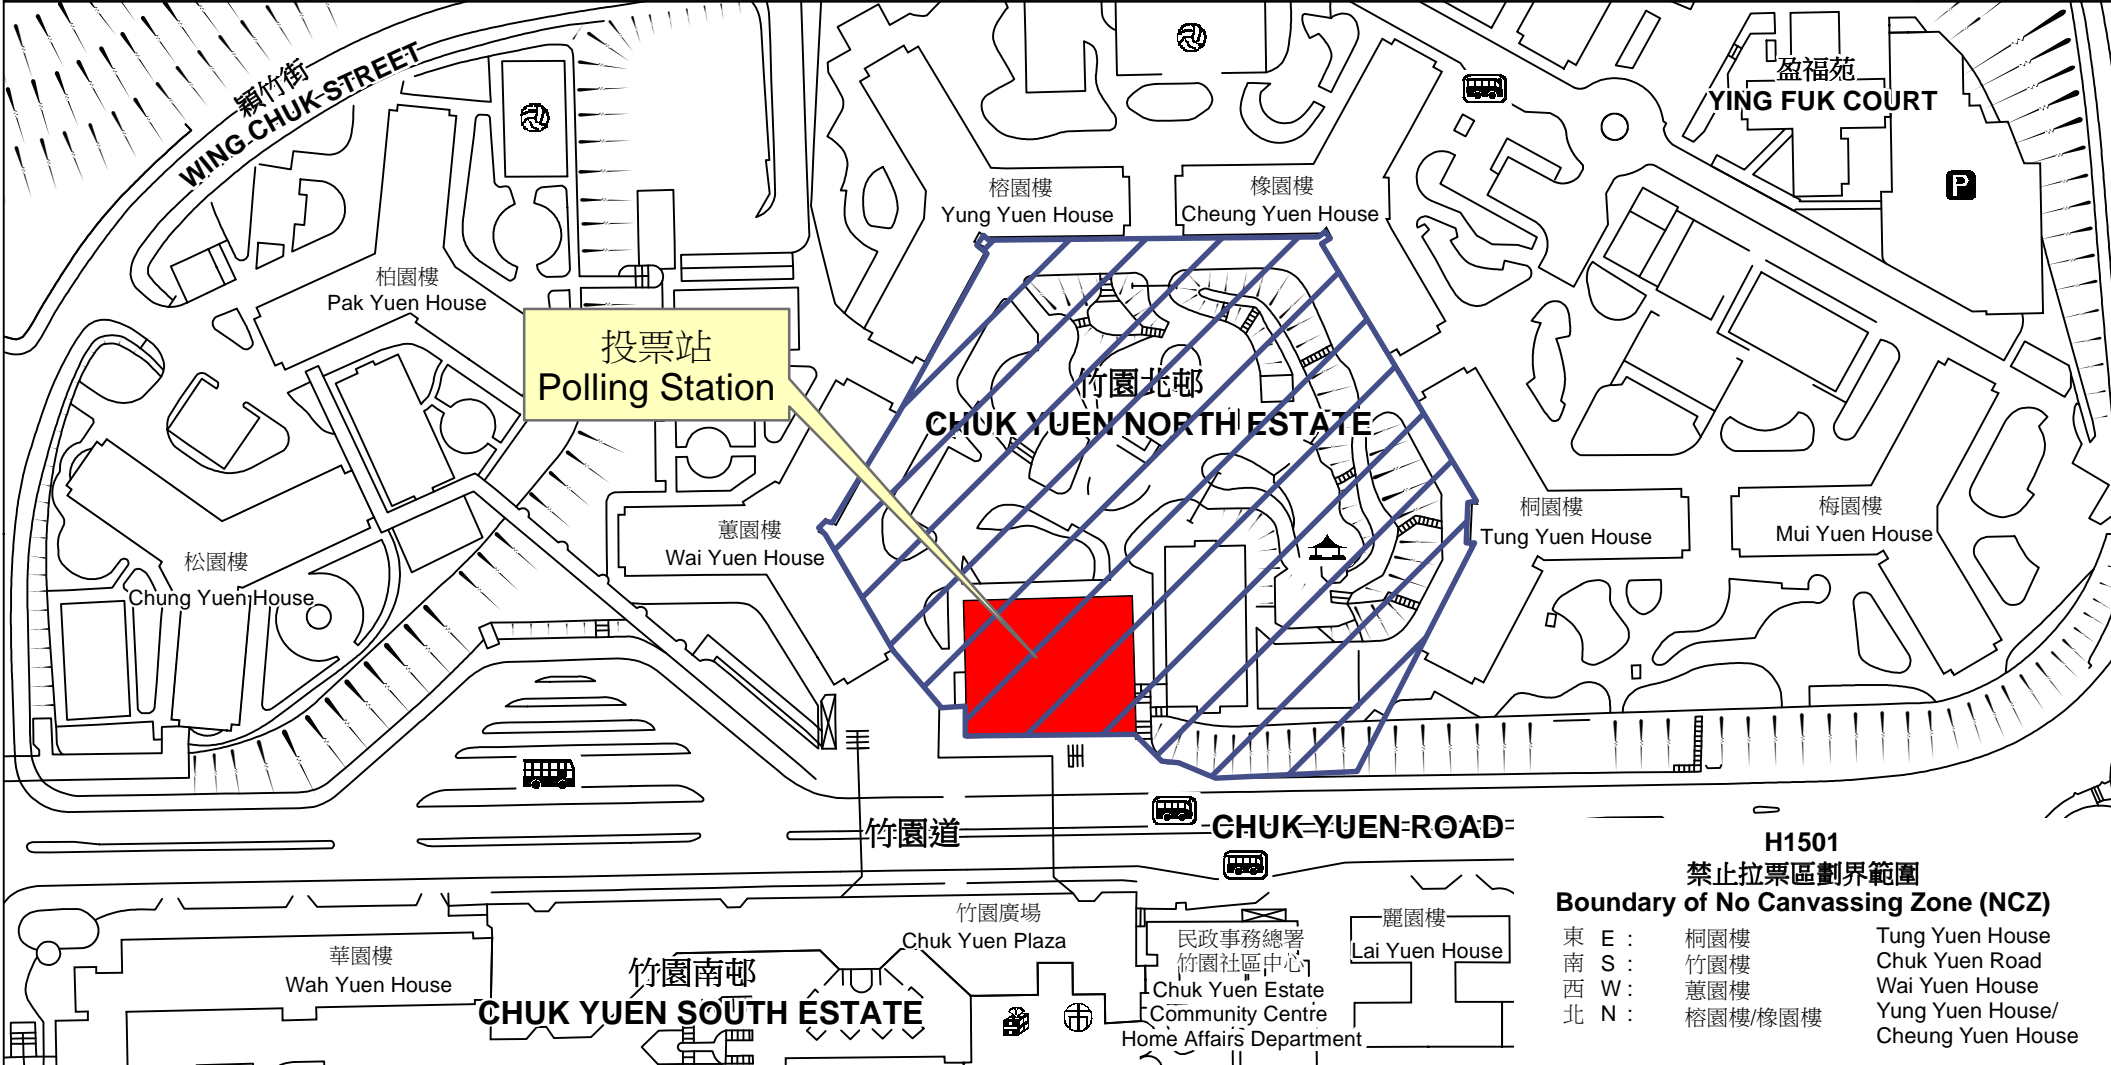 穎竹街
WING CHUK STREET
盈福苑
YING FUK COURT
P
榕園樓
Yung Yuen House
橡園樓
Cheung Yuen House
柏園樓
Pak Yuen House
投票站
Polling Station
竹園北邨
CHUK YUEN NORTH ESTATE
蕙園樓
Wai Yuen House
桐園樓
Tung Yuen House
梅園樓
Mui Yuen House
松園樓
Chung Yuen House
竹園道
CHUK YUEN ROAD
竹園廣場
Chuk Yuen Plaza
華園樓
Wah Yuen House
竹園南邨
CHUK YUEN SOUTH ESTATE
市
民政事務總署
竹園社區中心
Chuk Yuen Estate
Community Centre
Home Affairs Department
麗園樓
Lai Yuen House
H1501
禁止拉票區劃界範圍
Boundary of No Canvassing Zone (NCZ)
東 E : 桐園樓 Tung Yuen House
南 S : 竹園樓 Chuk Yuen Road
西 W : 蕙園樓 Wai Yuen House
北 N : 榕園樓/橡園樓 Yung Yuen House/
Cheung Yuen House